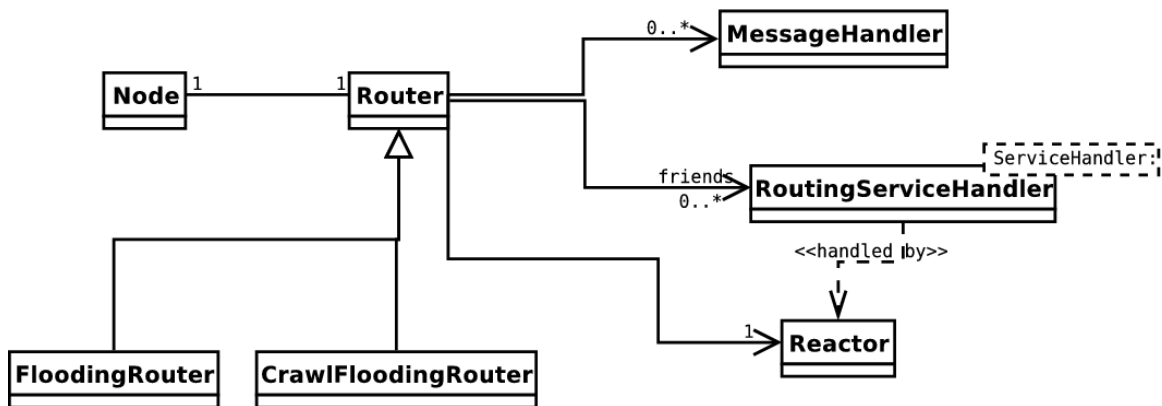 0..*
MessageHandler
Node
1
1
Router
ServiceHandler:
friends
0..*
RoutingServiceHandler
<<handled by>>
1
Reactor
FloodingRouter
CrawlFloodingRouter